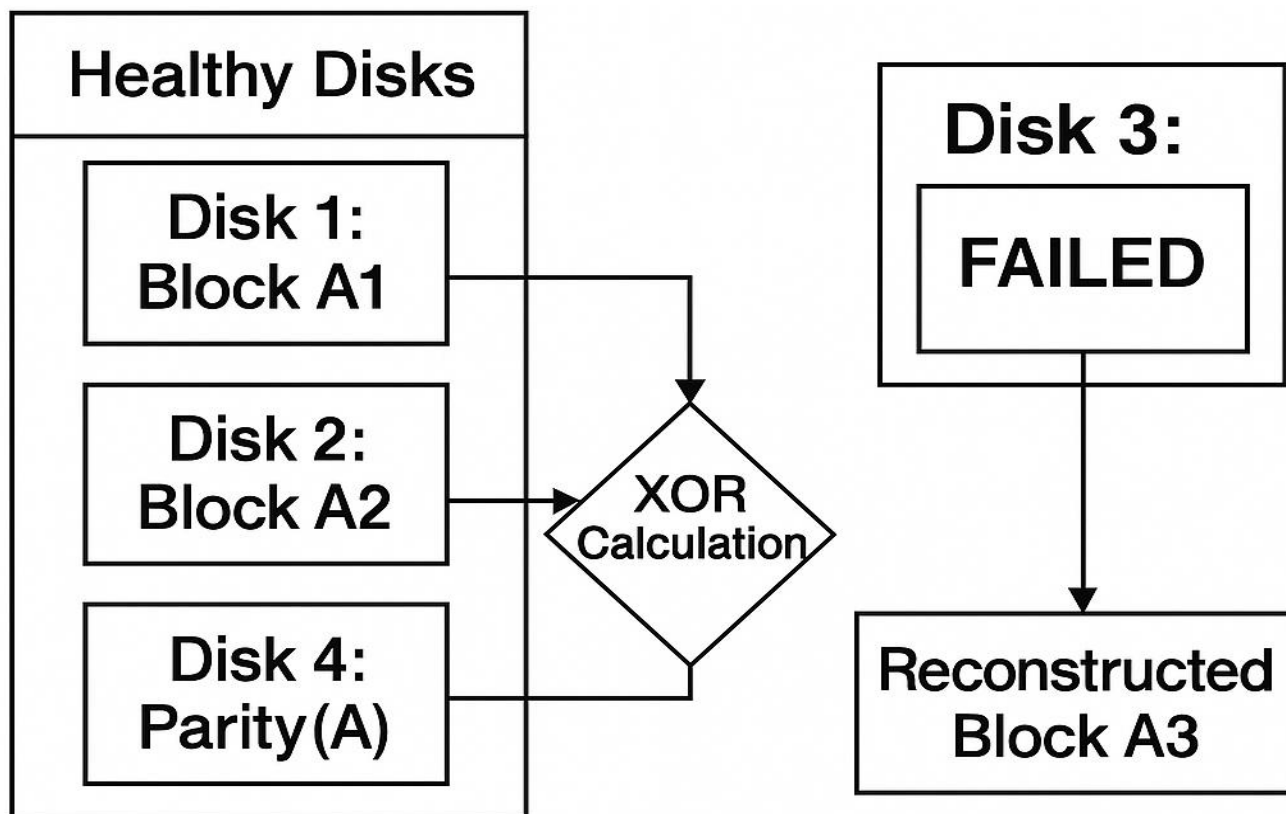 Healthy Disks
Disk 1:
Block A1
Disk 2:
Block A2
Disk 4:
Parity(A)
XOR
Calculation
Disk 3:
FAILED
Reconstructed
Block A3